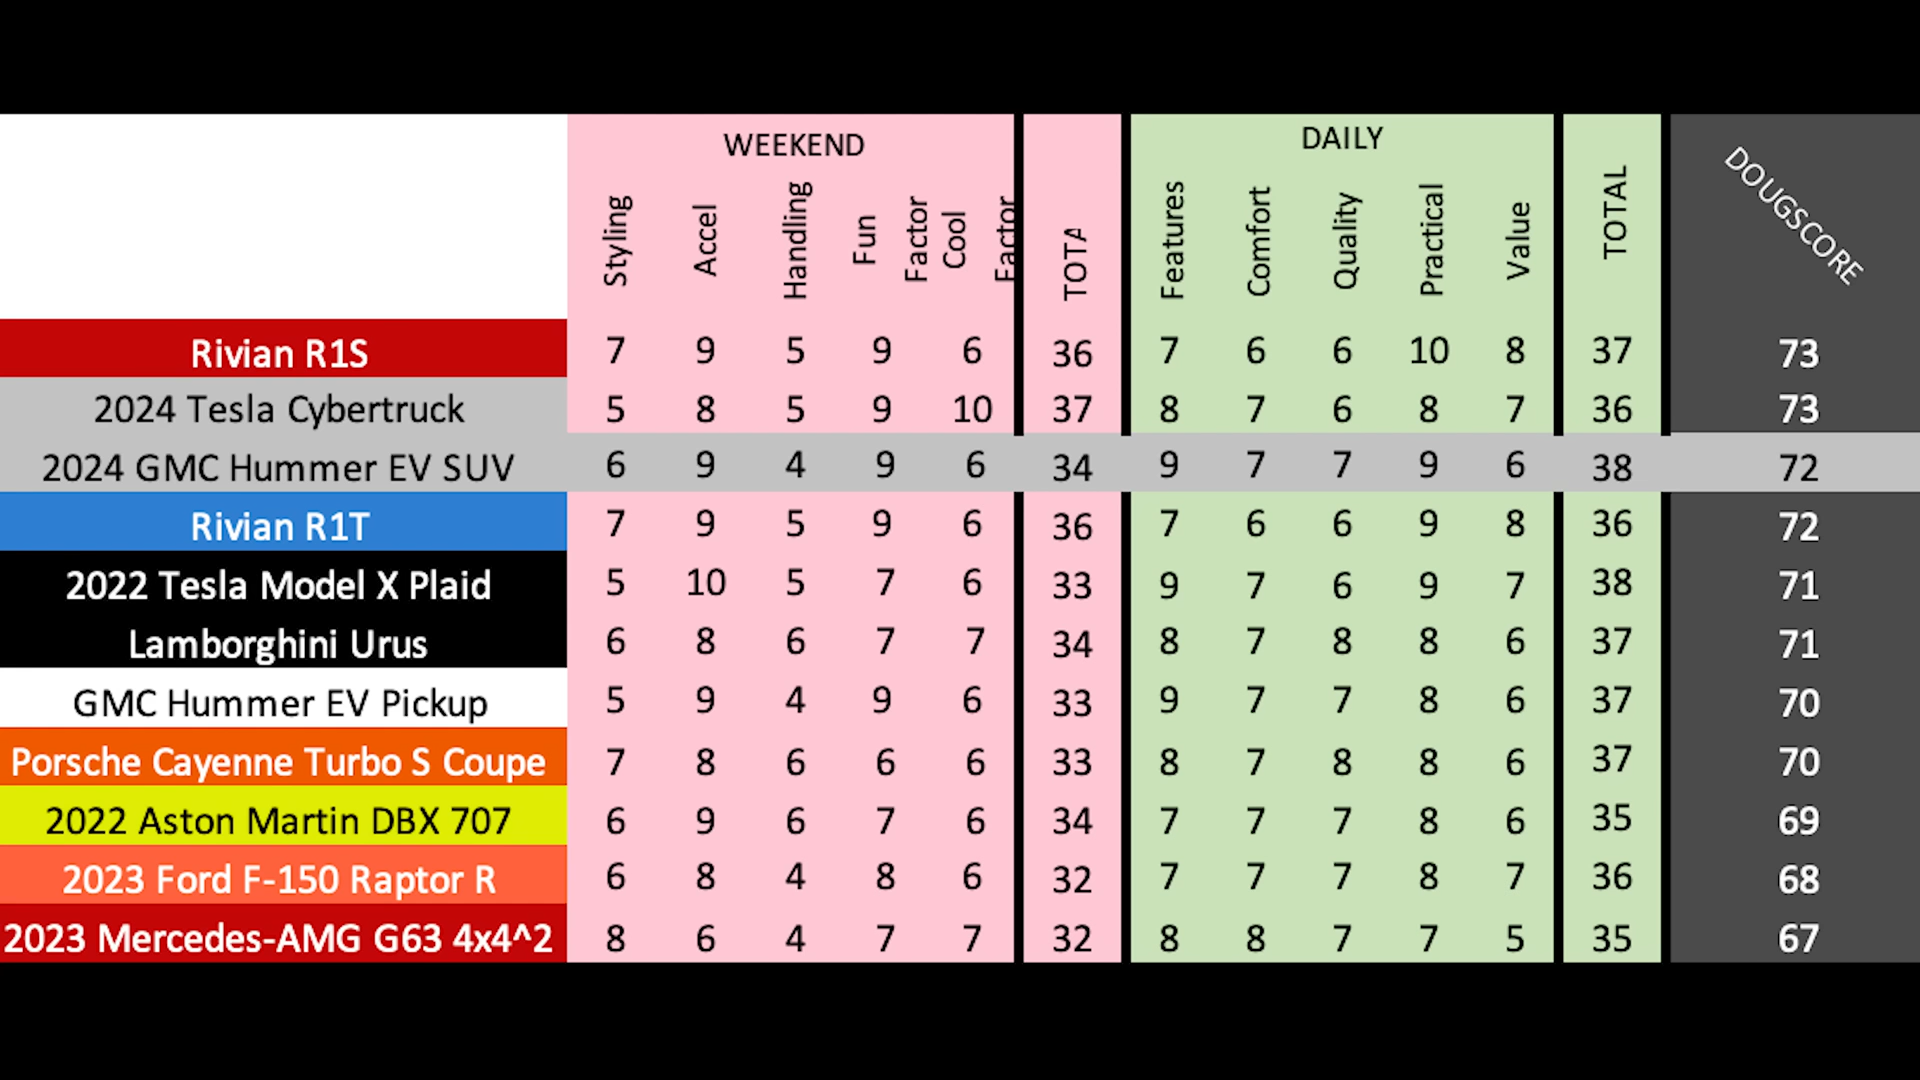 WEEKEND DAILY
Styling Accel Handling Fun Factor Cool Factor TOTA Features Comfort Quality Practical Value TOTAL DOUGSCORE
Rivian R1S 7 9 5 9 6 36 7 6 6 10 8 37 73
2024 Tesla Cybertruck 5 8 5 9 10 37 8 7 6 8 7 36 73
2024 GMC Hummer EV SUV 6 9 4 9 6 34 9 7 7 9 6 38 72
Rivian R1T 7 9 5 9 6 36 7 6 6 9 8 36 72
2022 Tesla Model X Plaid 5 10 5 7 6 33 9 7 6 9 7 38 71
Lamborghini Urus 6 8 6 7 7 34 8 7 8 8 6 37 71
GMC Hummer EV Pickup 5 9 4 9 6 33 9 7 7 8 6 37 70
Porsche Cayenne Turbo S Coupe 7 8 6 6 6 33 8 7 8 8 6 37 70
2022 Aston Martin DBX 707 6 9 6 7 6 34 7 7 7 8 6 35 69
2023 Ford F-150 Raptor R 6 8 4 8 6 32 7 7 7 8 7 36 68
2023 Mercedes-AMG G63 4x4^2 8 6 4 7 7 32 8 8 7 7 5 35 67